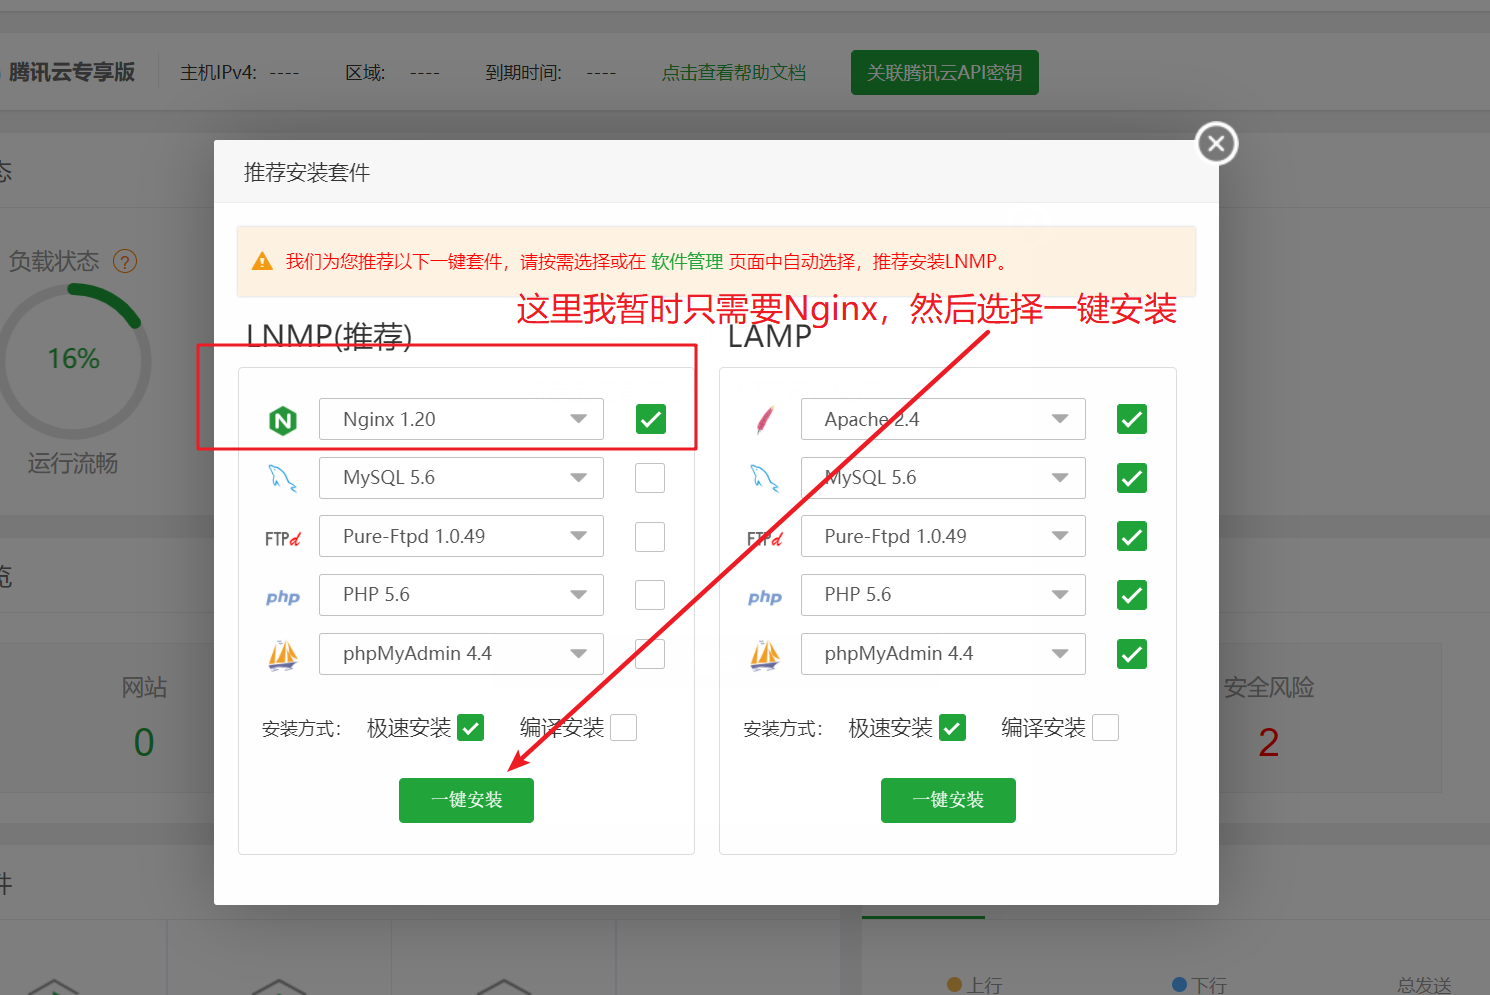 腾讯云专享版
主机IPv4: ----
区域: ----
到期时间: ----
点击查看帮助文档
关联腾讯云API密钥
态
推荐安装套件
负载状态 ?
16%
运行流畅
我们为您推荐以下一键套件，请按需选择或在 软件管理 页面中自动选择，推荐安装LNMP。
这里我暂时只需要Nginx，然后选择一键安装
LNMP(推荐)
Nginx 1.20
MySQL 5.6
FTPd Pure-Ftpd 1.0.49
php PHP 5.6
phpMyAdmin 4.4
安装方式： 极速安装 编译安装
一键安装
LAMP
Apache 2.4
MySQL 5.6
FTPd Pure-Ftpd 1.0.49
php PHP 5.6
phpMyAdmin 4.4
安装方式： 极速安装 编译安装
一键安装
览
网站
0
安全风险
2
件
上行
下行
总发送